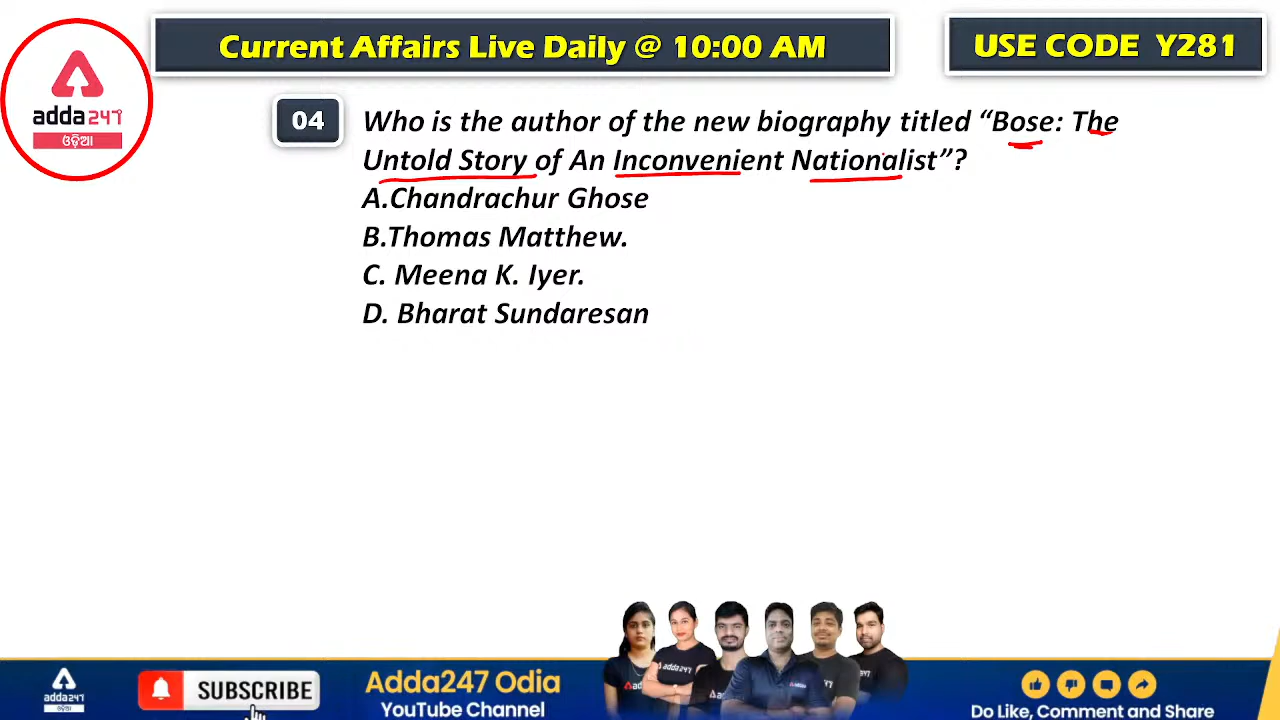 Current Affairs Live Daily @ 10:00 AM
USE CODE Y281
adda247
ଓଡ଼ିଆ
04
Who is the author of the new biography titled “Bose: The
Untold Story of An Inconvenient Nationalist”?
A.Chandrachur Ghose
B.Thomas Matthew.
C. Meena K. Iyer.
D. Bharat Sundaresan
adda247
ଓଡ଼ିଆ
SUBSCRIBE
Adda247 Odia
YouTube Channel
adda247
Do Like, Comment and Share